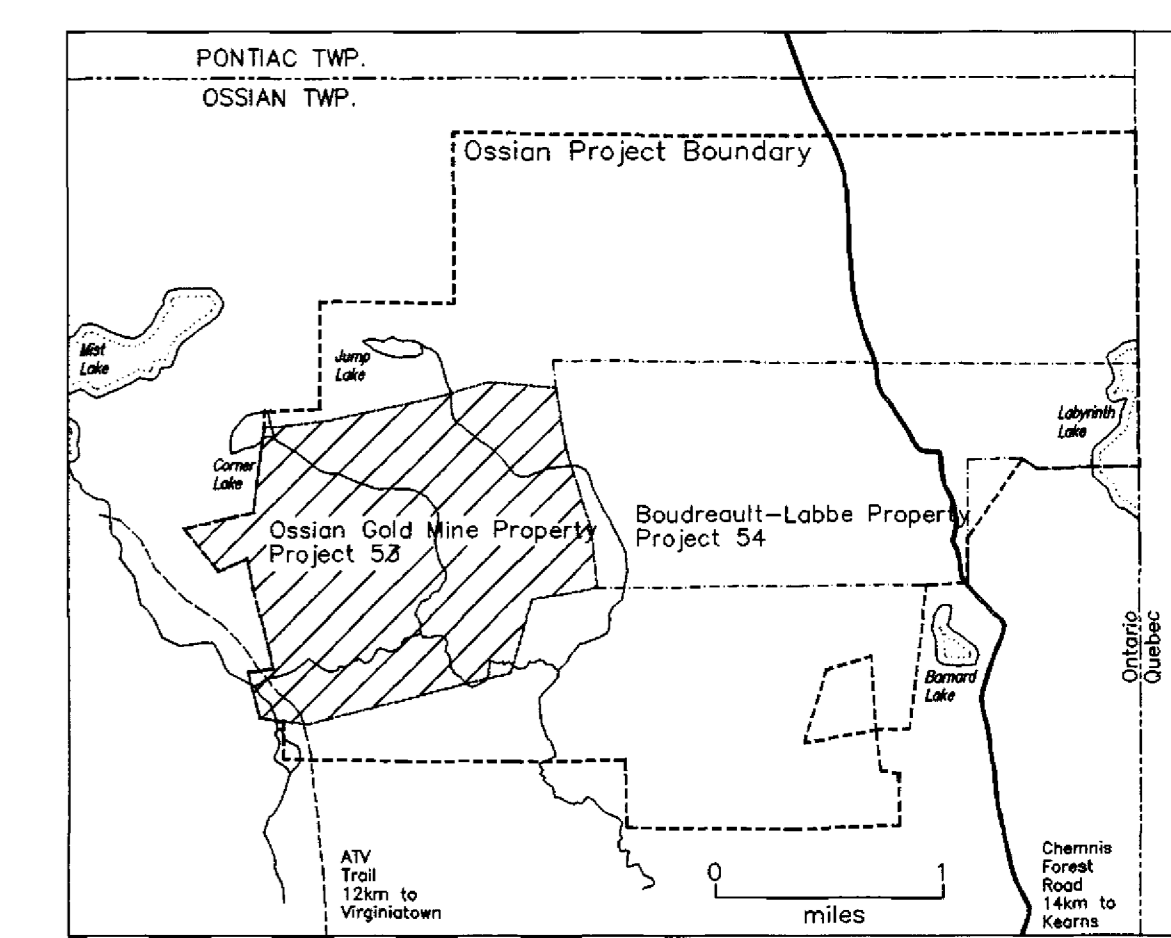 PONTIAC TWP.
OSSIAN TWP.
Ossian Project Boundary
Mist
Lake
Jump
Lake
Labyrinth
Lake
Corner
Lake
Ossian Gold Mine Property
Project 53
Boudreault-Labbe Property
Project 54
Ontario
Quebec
Barnard
Lake
ATV
Trail
12km to
Virginiatown
0 1
miles
Chemnis
Forest
Road
14km to
Kearns